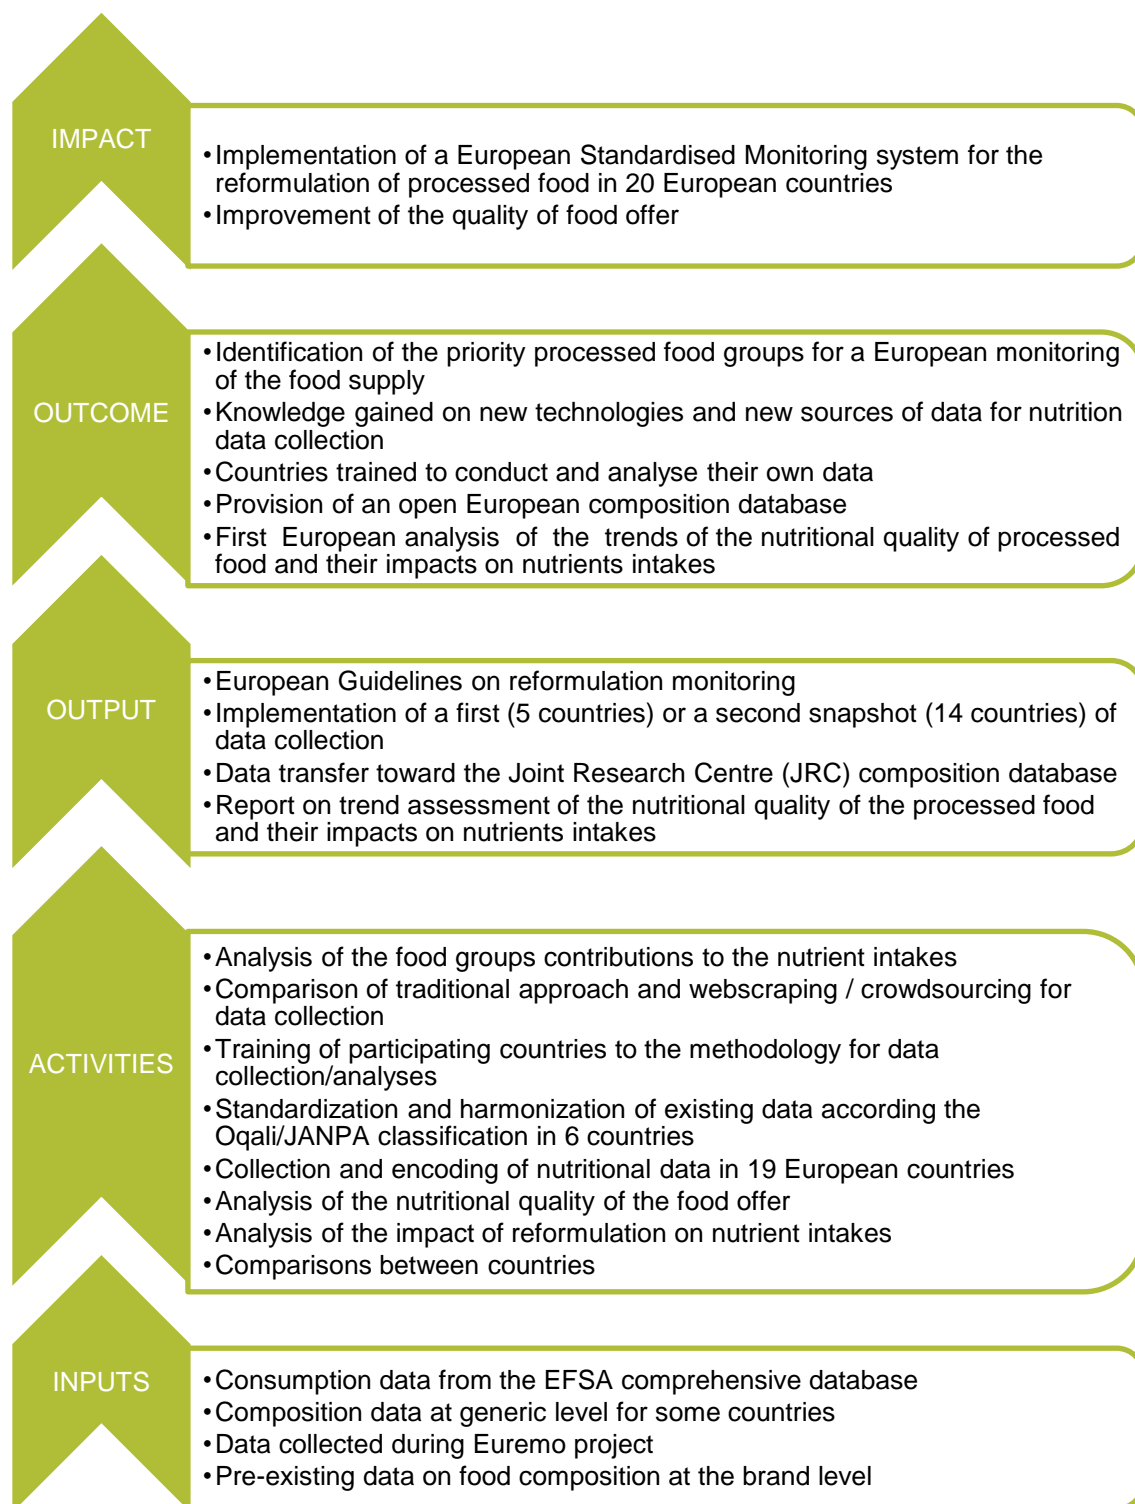 IMPACT
•Implementation of a European Standardised Monitoring system for the
reformulation of processed food in 20 European countries
•Improvement of the quality of food offer
OUTCOME
•Identification of the priority processed food groups for a European monitoring
of the food supply
•Knowledge gained on new technologies and new sources of data for nutrition
data collection
•Countries trained to conduct and analyse their own data
•Provision of an open European composition database
•First European analysis of the trends of the nutritional quality of processed
food and their impacts on nutrients intakes
OUTPUT
•European Guidelines on reformulation monitoring
•Implementation of a first (5 countries) or a second snapshot (14 countries) of
data collection
•Data transfer toward the Joint Research Centre (JRC) composition database
•Report on trend assessment of the nutritional quality of the processed food
and their impacts on nutrients intakes
ACTIVITIES
•Analysis of the food groups contributions to the nutrient intakes
•Comparison of traditional approach and webscraping / crowdsourcing for
data collection
•Training of participating countries to the methodology for data
collection/analyses
•Standardization and harmonization of existing data according the
Oqali/JANPA classification in 6 countries
•Collection and encoding of nutritional data in 19 European countries
•Analysis of the nutritional quality of the food offer
•Analysis of the impact of reformulation on nutrient intakes
•Comparisons between countries
INPUTS
•Consumption data from the EFSA comprehensive database
•Composition data at generic level for some countries
•Data collected during Euremo project
•Pre-existing data on food composition at the brand level